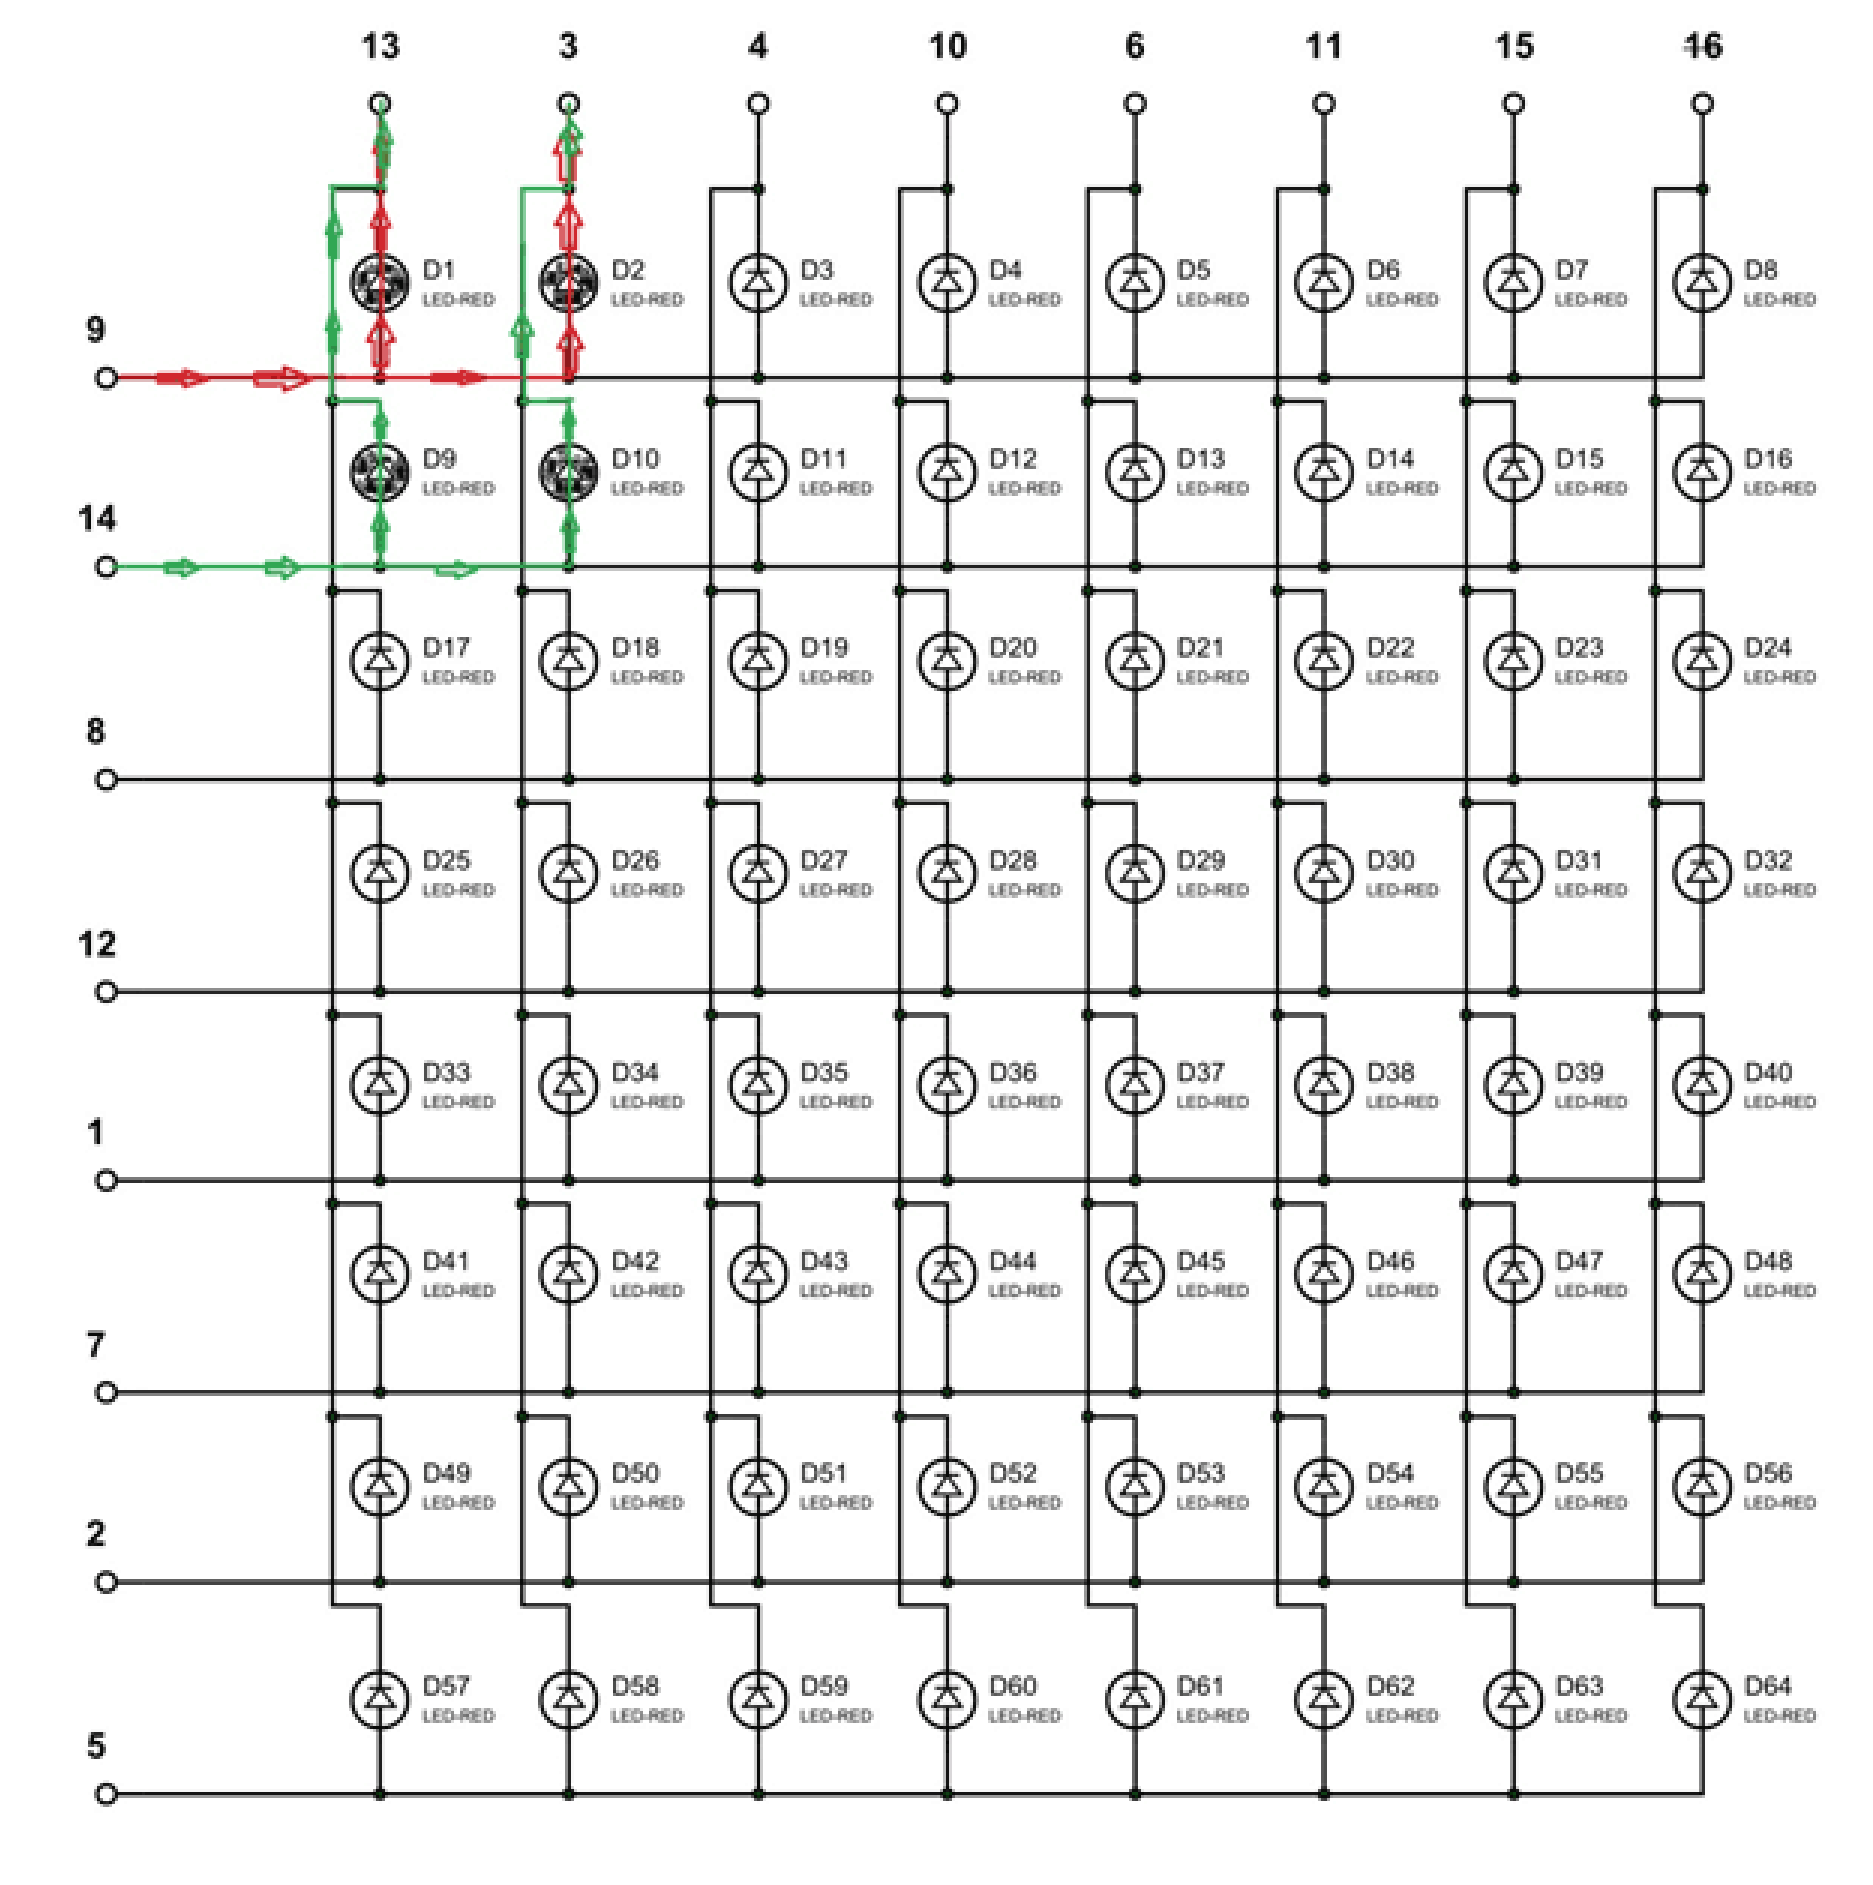 13 3 4 10 6 11 15 16
D1 D2 D3 D4 D5 D6 D7 D8
LED-RED LED-RED LED-RED LED-RED LED-RED LED-RED LED-RED LED-RED
9
D9 D10 D11 D12 D13 D14 D15 D16
LED-RED LED-RED LED-RED LED-RED LED-RED LED-RED LED-RED LED-RED
14
D17 D18 D19 D20 D21 D22 D23 D24
LED-RED LED-RED LED-RED LED-RED LED-RED LED-RED LED-RED LED-RED
8
D25 D26 D27 D28 D29 D30 D31 D32
LED-RED LED-RED LED-RED LED-RED LED-RED LED-RED LED-RED LED-RED
12
D33 D34 D35 D36 D37 D38 D39 D40
LED-RED LED-RED LED-RED LED-RED LED-RED LED-RED LED-RED LED-RED
1
D41 D42 D43 D44 D45 D46 D47 D48
LED-RED LED-RED LED-RED LED-RED LED-RED LED-RED LED-RED LED-RED
7
D49 D50 D51 D52 D53 D54 D55 D56
LED-RED LED-RED LED-RED LED-RED LED-RED LED-RED LED-RED LED-RED
2
D57 D58 D59 D60 D61 D62 D63 D64
LED-RED LED-RED LED-RED LED-RED LED-RED LED-RED LED-RED LED-RED
5